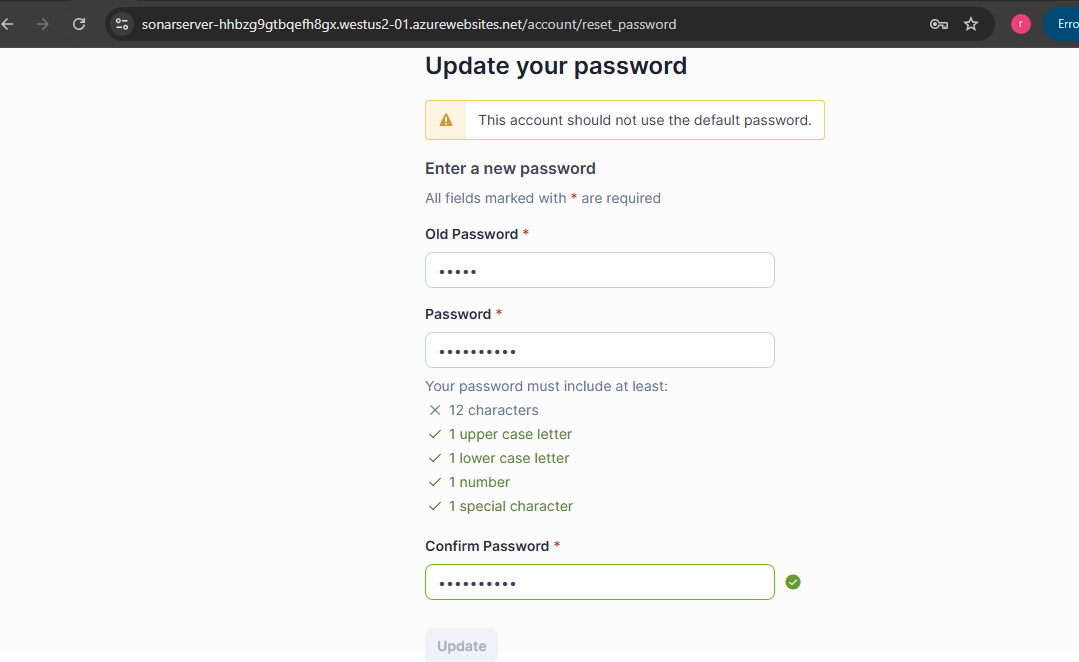 sonarserver-hhbzg9gtbqefh8gx.westus2-01.azurewebsites.net/account/reset_password
r
Erro
Update your password
This account should not use the default password.
Enter a new password
All fields marked with * are required
Old Password *
•••••
Password *
••••••••••
Your password must include at least:
12 characters
1 upper case letter
1 lower case letter
1 number
1 special character
Confirm Password *
••••••••••
Update